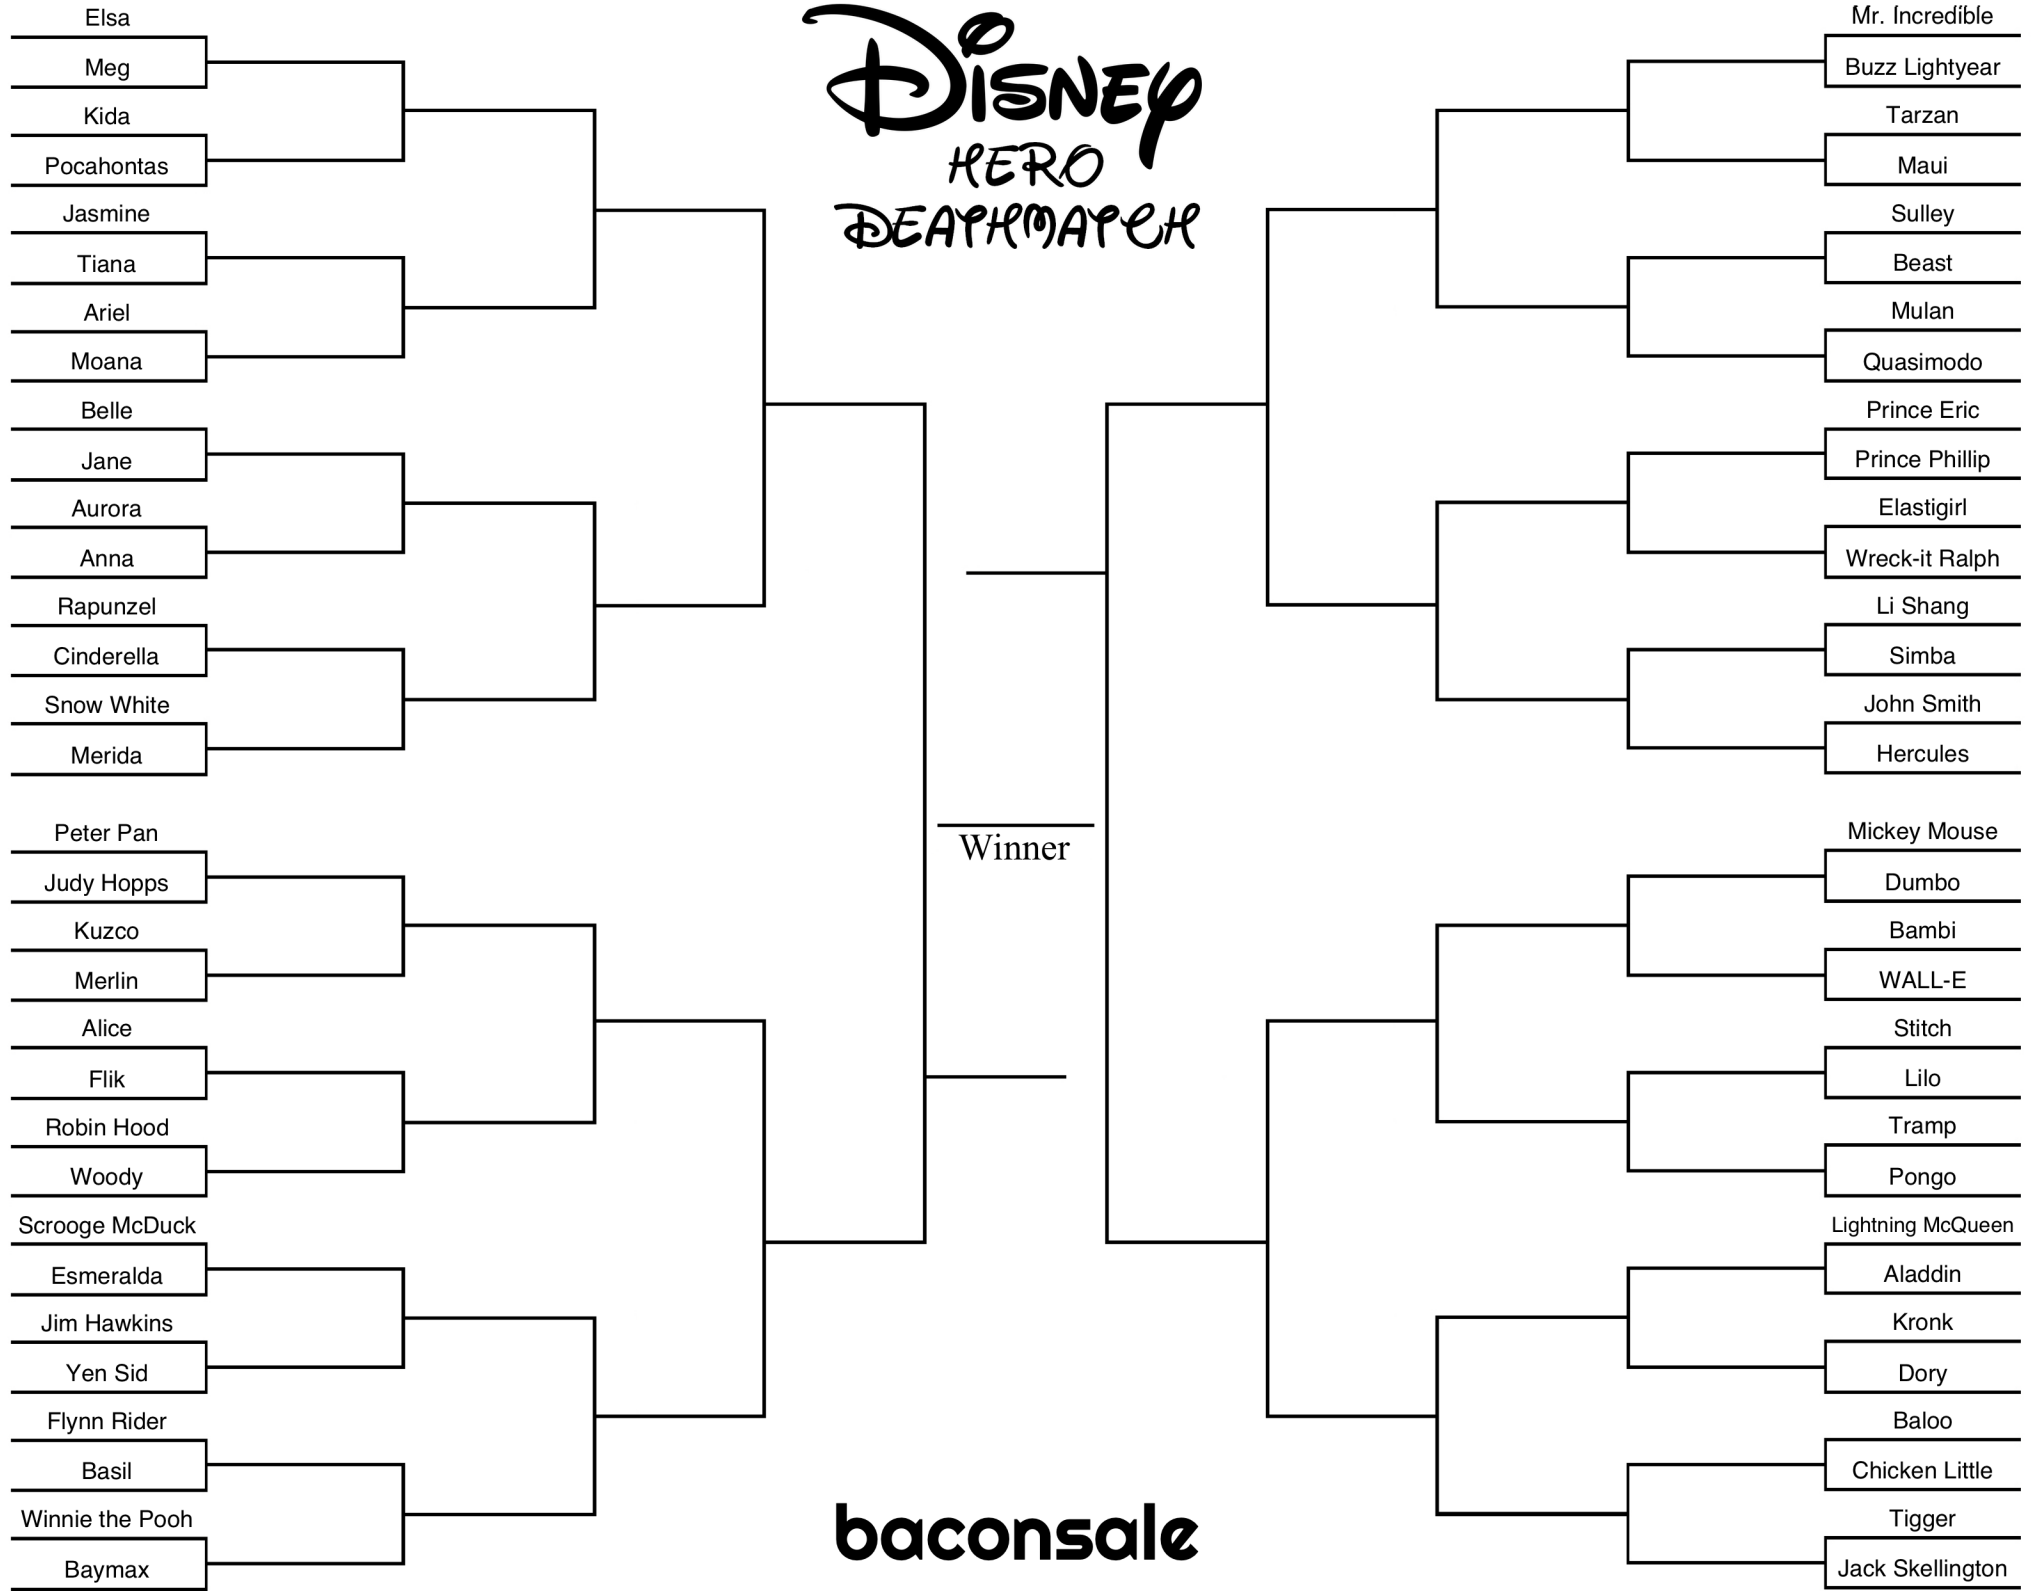 Disney
Hero
Deathmatch
Elsa
Meg
Kida
Pocahontas
Jasmine
Tiana
Ariel
Moana
Belle
Jane
Aurora
Anna
Rapunzel
Cinderella
Snow White
Merida
Peter Pan
Judy Hopps
Kuzco
Merlin
Alice
Flik
Robin Hood
Woody
Scrooge McDuck
Esmeralda
Jim Hawkins
Yen Sid
Flynn Rider
Basil
Winnie the Pooh
Baymax
Winner
Mr. Incredible
Buzz Lightyear
Tarzan
Maui
Sulley
Beast
Mulan
Quasimodo
Prince Eric
Prince Phillip
Elastigirl
Wreck-it Ralph
Li Shang
Simba
John Smith
Hercules
Mickey Mouse
Dumbo
Bambi
WALL-E
Stitch
Lilo
Tramp
Pongo
Lightning McQueen
Aladdin
Kronk
Dory
Baloo
Chicken Little
Tigger
Jack Skellington
baconsale